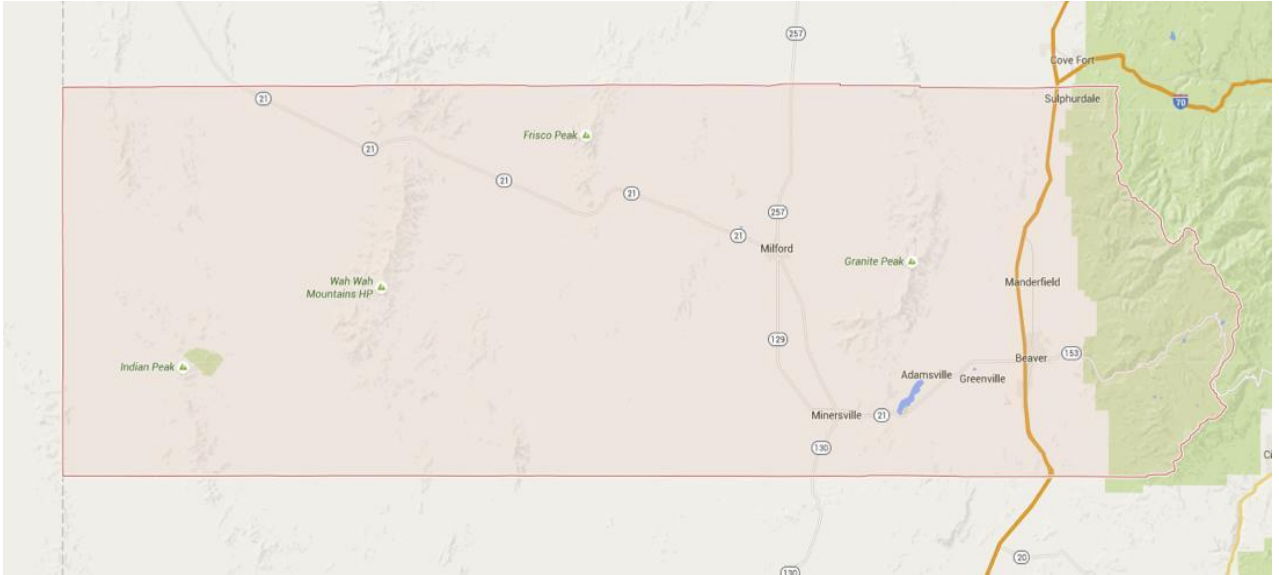 257
Cove Fort
21
Sulphurdale
70
Frisco Peak
21
21
21
257
21
Milford
Granite Peak
Wah Wah
Mountains HP
Manderfield
129
153
Beaver
Indian Peak
Adamsville
Greenville
Minersville
21
130
Ci
20
130